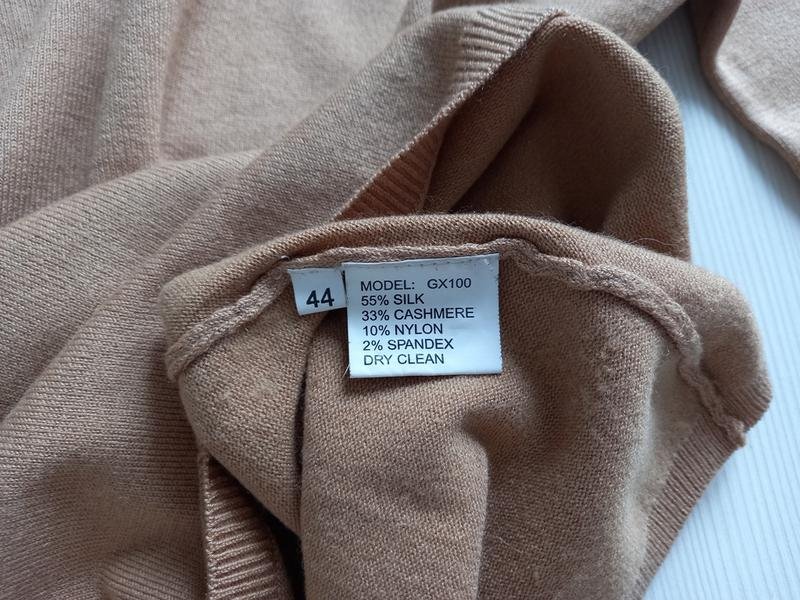 44
MODEL: GX100
55% SILK
33% CASHMERE
10% NYLON
2% SPANDEX
DRY CLEAN